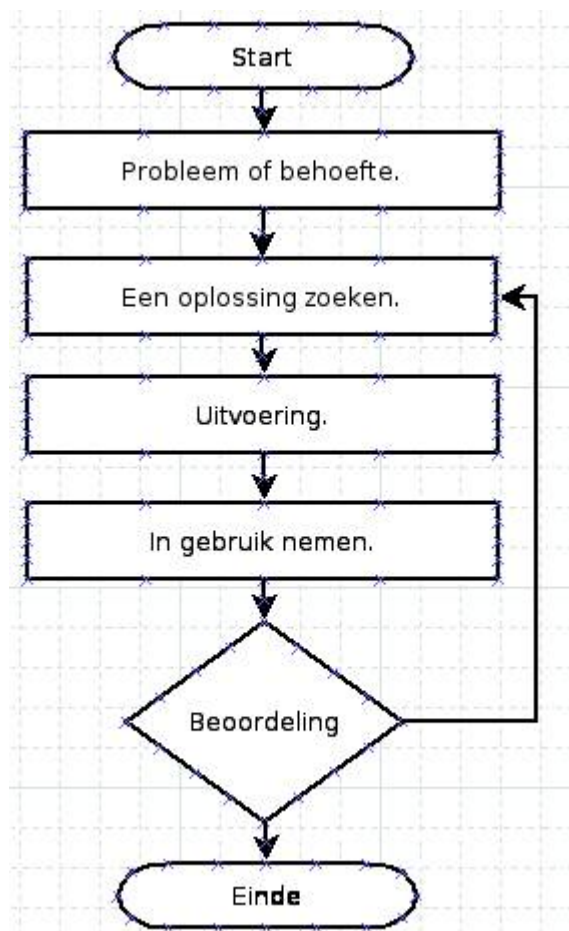 Start
Probleem of behoefte.
Een oplossing zoeken.
Uitvoering.
In gebruik nemen.
Beoordeling
Einde